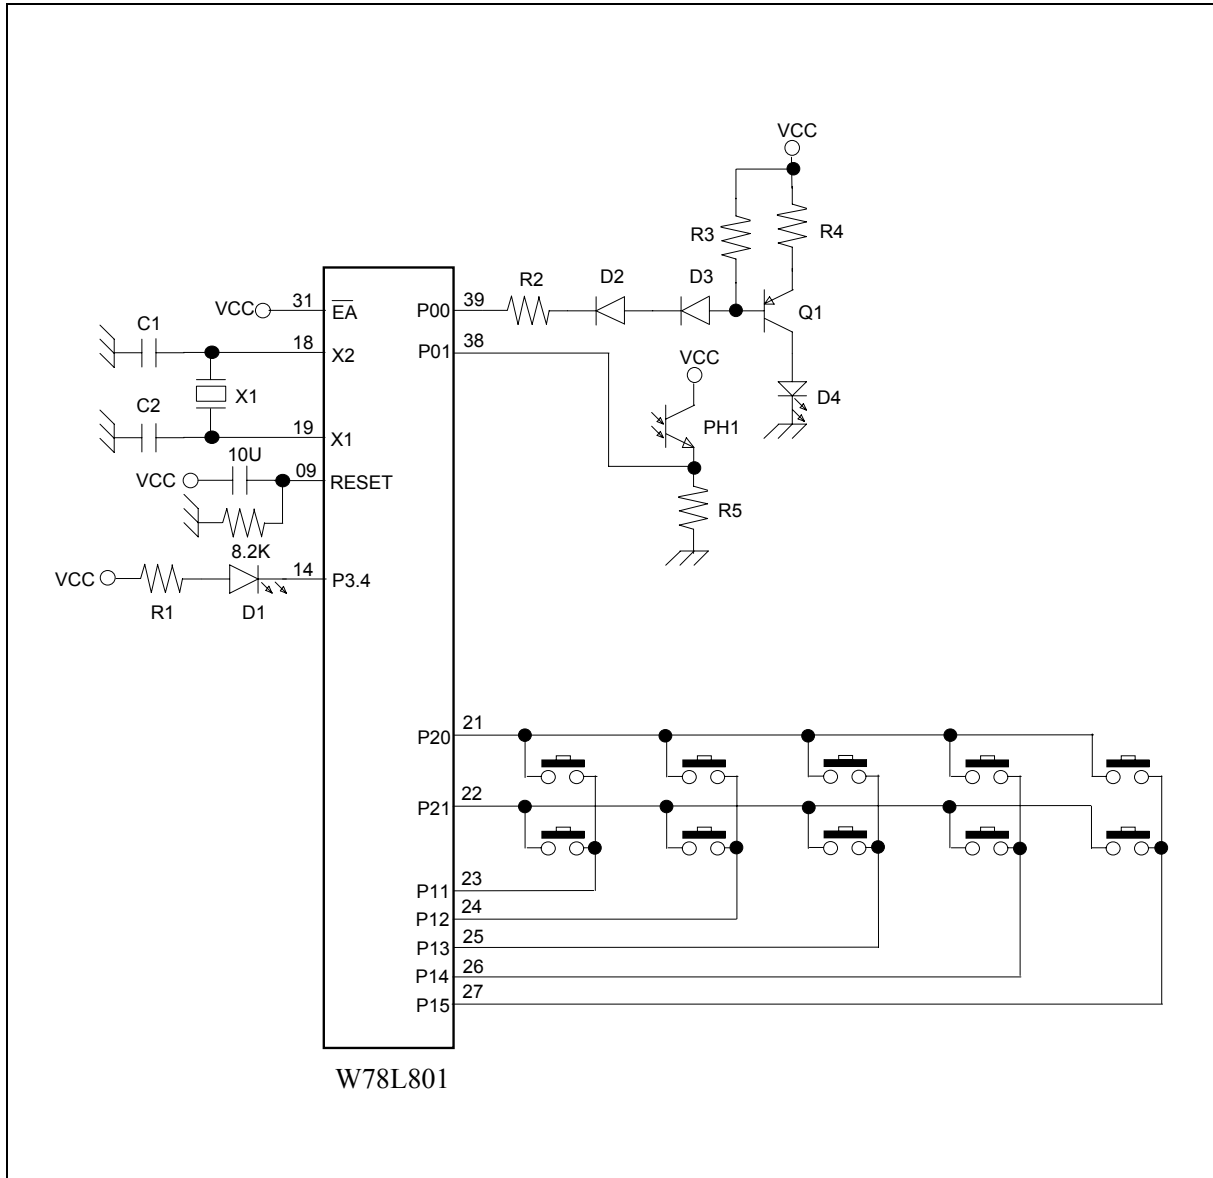 VCC
R3
R4
R2
D2
D3
Q1
VCC
31
EA
P00
39
C1
18
X2
P01
38
VCC
X1
D4
C2
19
X1
PH1
10U
VCC
09
RESET
R5
8.2K
VCC
14
P3.4
R1
D1
P20
21
P21
22
P11
23
P12
24
P13
25
P14
26
P15
27
W78L801